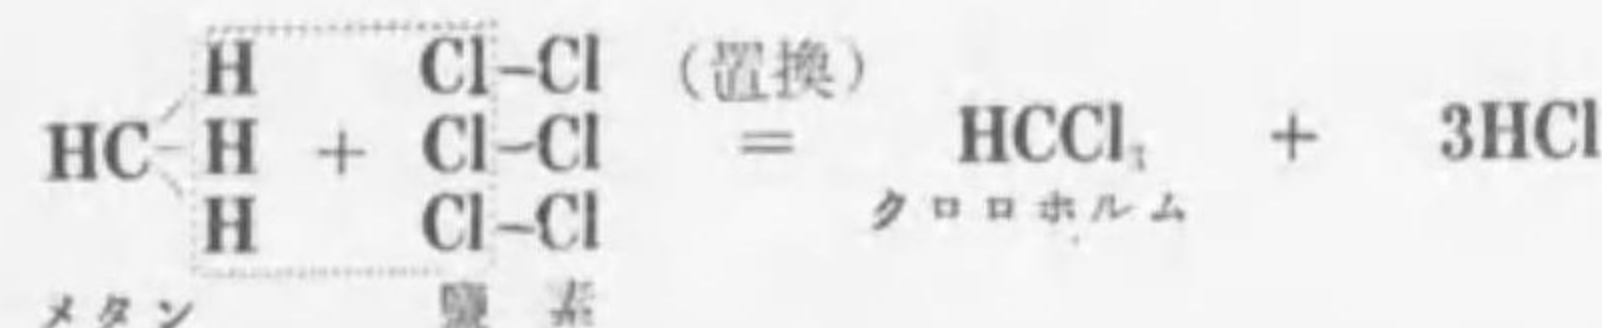 H Cl-Cl (置換)
HC-H + Cl-Cl = HCCl₃ + 3HCl
H Cl-Cl クロロホルム
メタン 鹽素